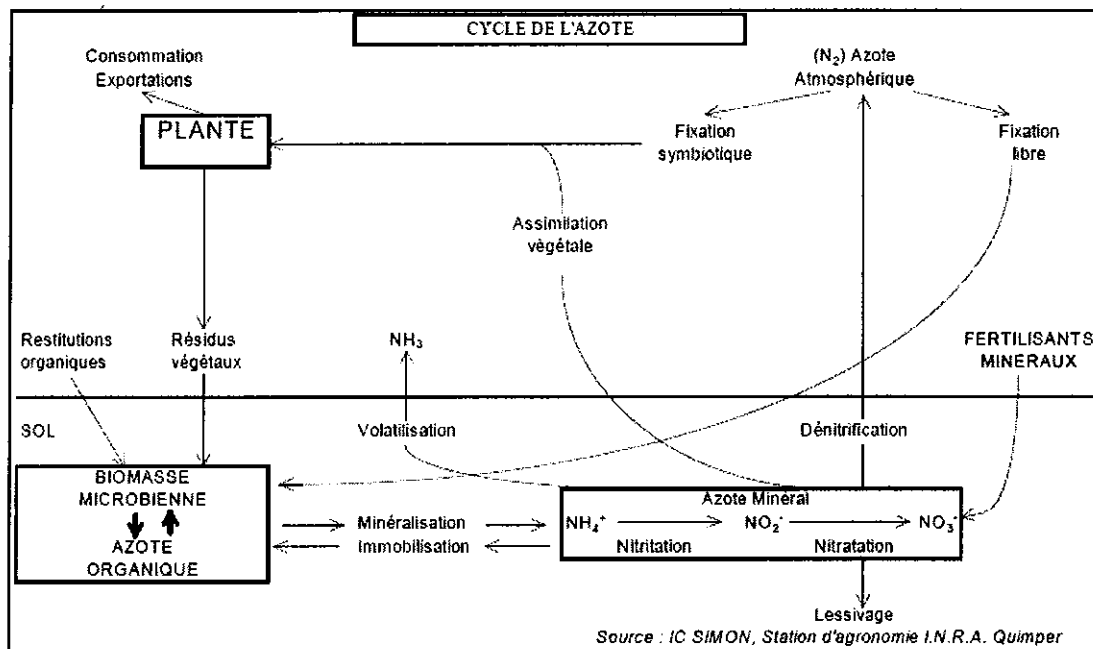 CYCLE DE L'AZOTE
Consommation
Exportations
(N₂) Azote
Atmosphérique
PLANTE
Fixation
symbiotique
Fixation
libre
Assimilation
végétale
Restitutions
organiques
Résidus
végétaux
NH₃
FERTILISANTS
MINERAUX
SOL
Volatilisation
Dénitrification
BIOMASSE
MICROBIENNE
AZOTE
ORGANIQUE
Minéralisation
Immobilisation
Azote Minéral
NH₄⁺
NO₂⁻
NO₃⁻
Nitritation
Nitratation
Lessivage
Source : IC SIMON, Station d'agronomie I.N.R.A. Quimper